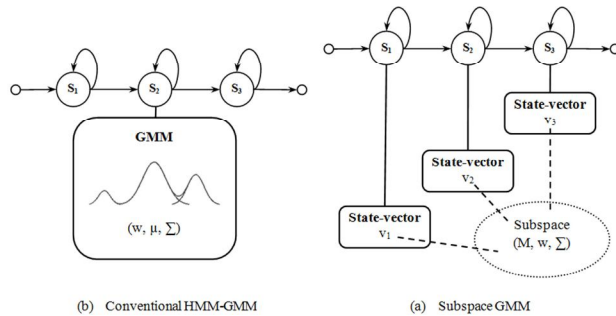 S1
S2
S3
GMM
(w, μ, ∑)
(b) Conventional HMM-GMM
S1
S2
S3
State-vector
v3
State-vector
v2
State-vector
v1
Subspace
(M, w, ∑)
(a) Subspace GMM